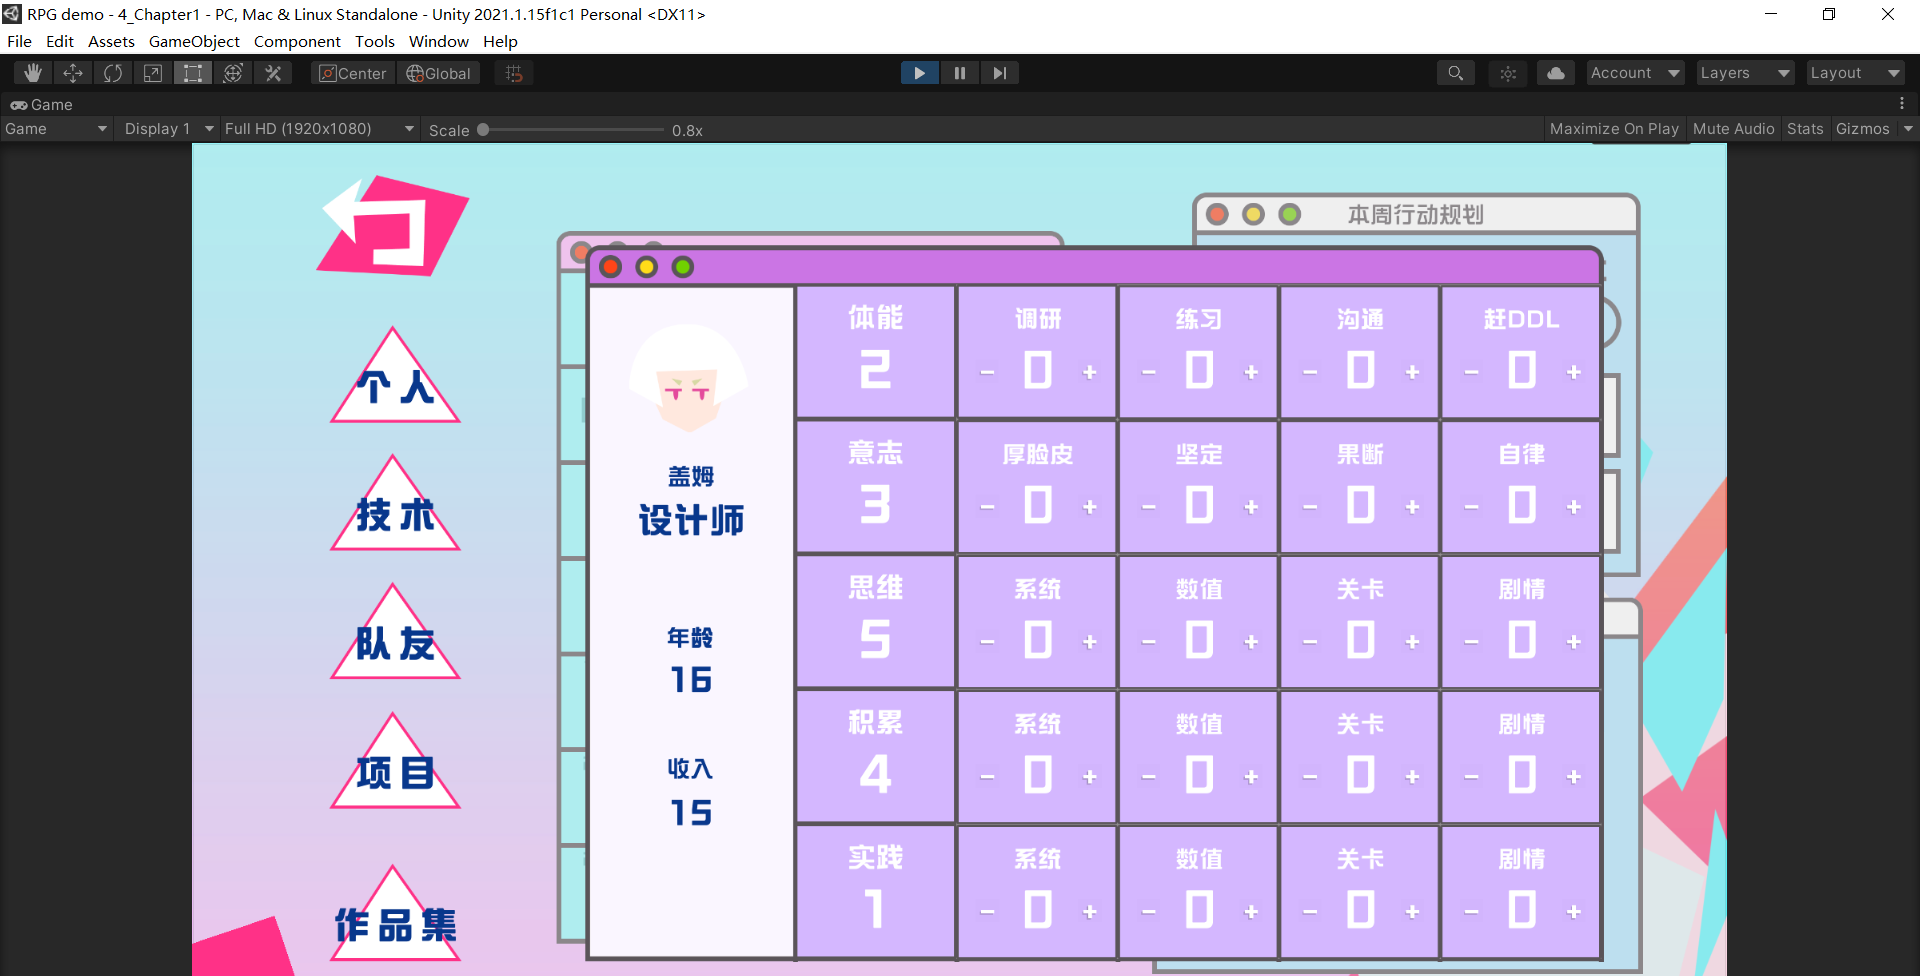 RPG demo - 4_Chapter1 - PC, Mac & Linux Standalone - Unity 2021.1.15f1c1 Personal <DX11>
File Edit Assets GameObject Component Tools Window Help
Center Global Account Layers Layout
Game
Game Display 1 Full HD (1920x1080) Scale 0.8x Maximize On Play Mute Audio Stats Gizmos
本周行动规划
个人
技术
队友
项目
作品集
盖姆
设计师
年龄
16
收入
15
体能 调研 练习 沟通 赶DDL
2 - 0 + - 0 + - 0 + - 0 +
意志 厚脸皮 坚定 果断 自律
3 - 0 + - 0 + - 0 + - 0 +
思维 系统 数值 关卡 剧情
5 - 0 + - 0 + - 0 + - 0 +
积累 系统 数值 关卡 剧情
4 - 0 + - 0 + - 0 + - 0 +
实践 系统 数值 关卡 剧情
1 - 0 + - 0 + - 0 + - 0 +